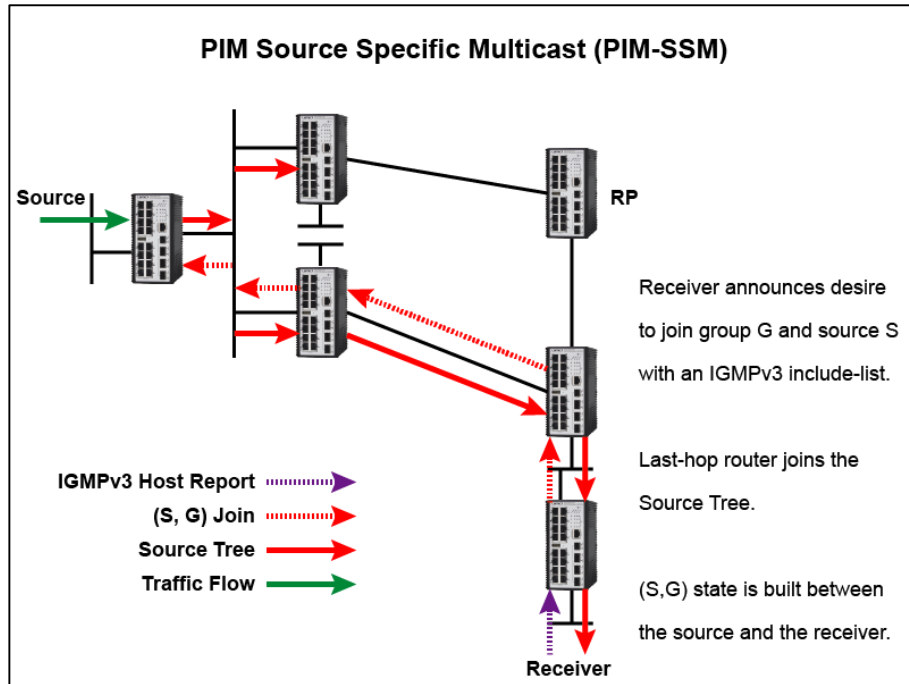 PIM Source Specific Multicast (PIM-SSM)
Source
RP
Receiver announces desire
to join group G and source S
with an IGMPv3 include-list.
Last-hop router joins the
Source Tree.
(S,G) state is built between
the source and the receiver.
IGMPv3 Host Report
(S, G) Join
Source Tree
Traffic Flow
Receiver